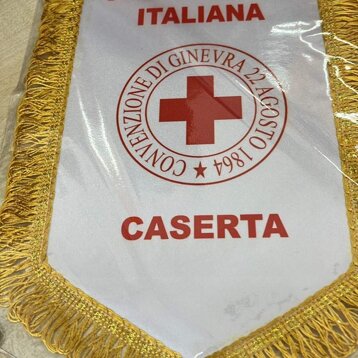 ITALIANA
CONVENZIONE DI GINEVRA 22 AGOSTO 1864
CASERTA